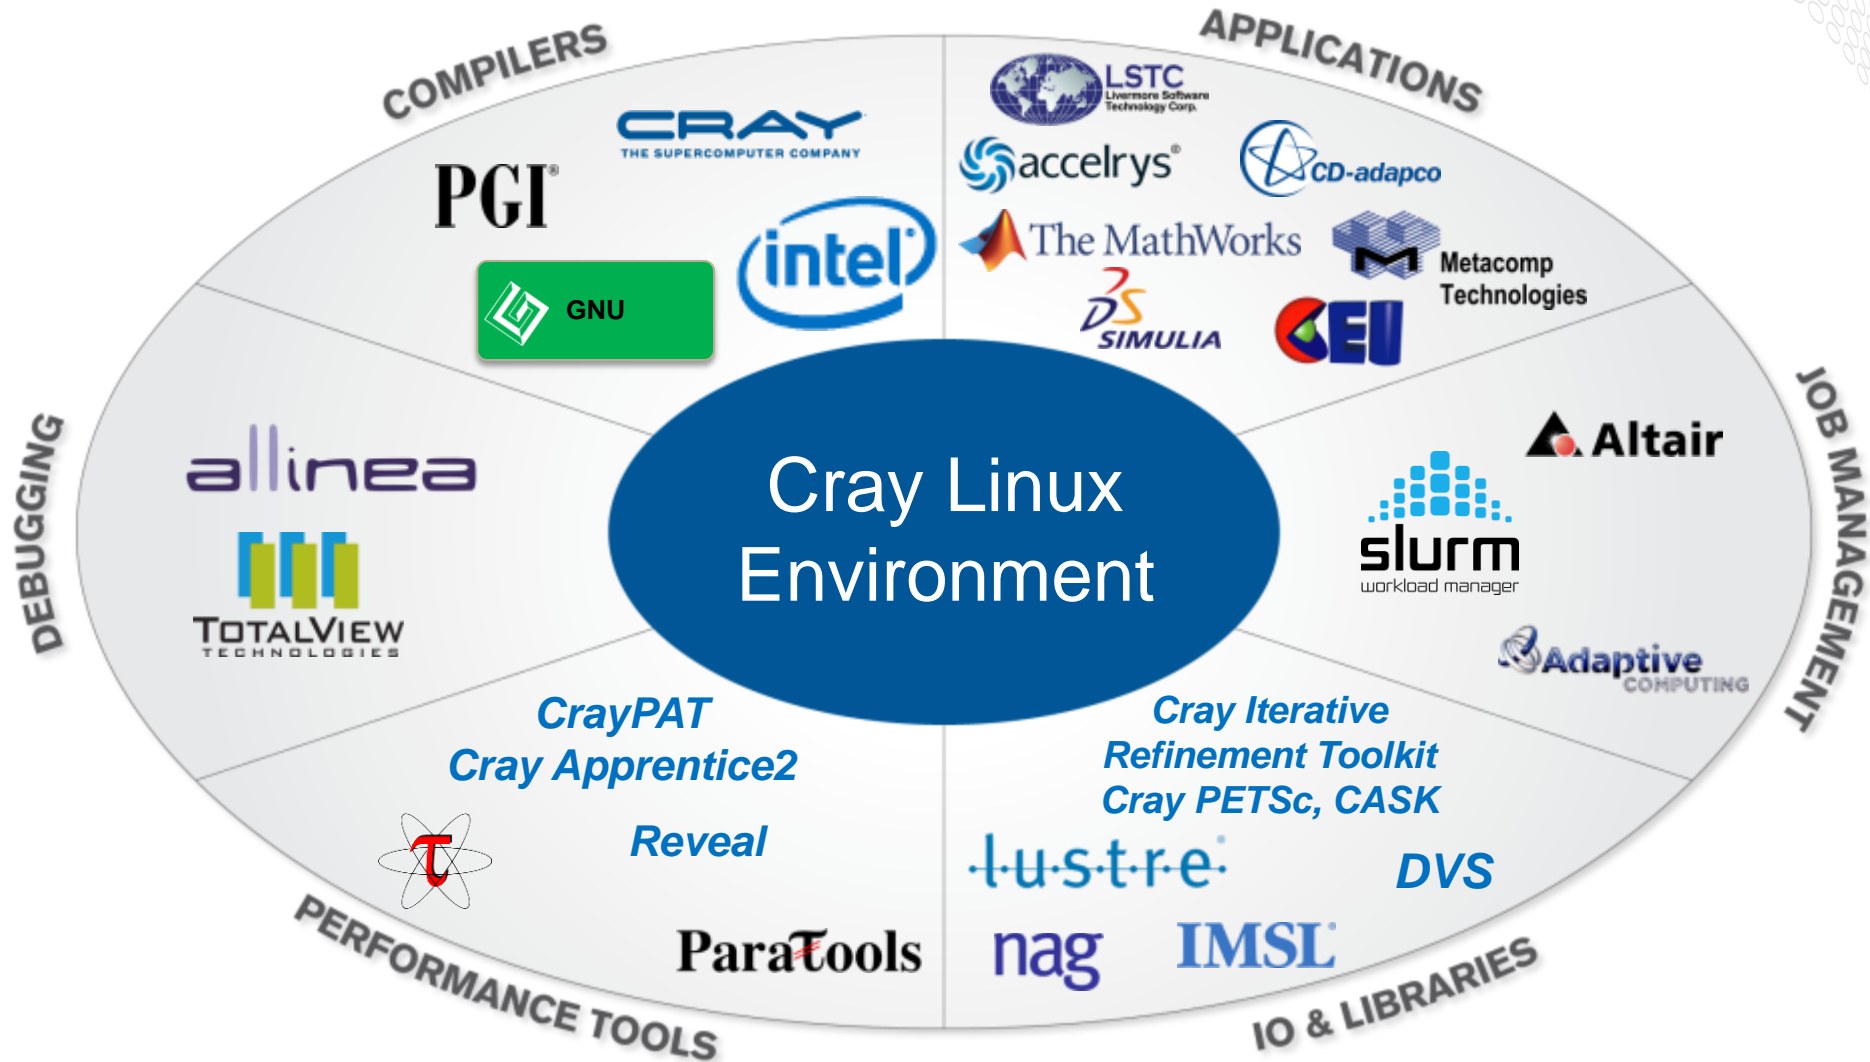 COMPILERS
CRAY
THE SUPERCOMPUTER COMPANY
PGI®
intel®
GNU
APPLICATIONS
LSTC
Livermore Software
Technology Corp.
accelrys®
CD-adapco
The MathWorks
Metacomp
Technologies
DS
SIMULIA
CEI
DEBUGGING
allinea
TOTALVIEW
TECHNOLOGIES
Cray Linux
Environment
JOB MANAGEMENT
Altair
slurm
workload manager
Adaptive
COMPUTING
CrayPAT
Cray Apprentice2
Reveal
τ
ParaTools
PERFORMANCE TOOLS
Cray Iterative
Refinement Toolkit
Cray PETSc, CASK
·l·u·s·t·r·e·
DVS
nag
IMSL®
IO & LIBRARIES